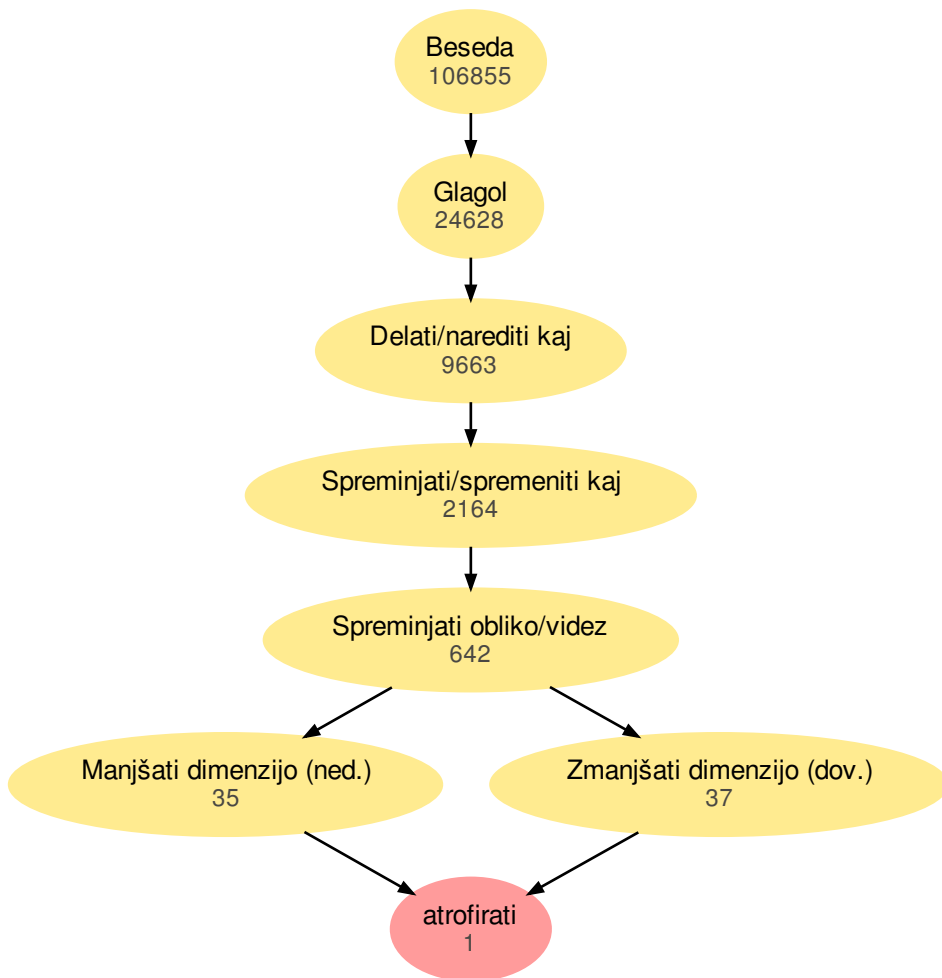 Beseda
106855
Glagol
24628
Delati/narediti kaj
9663
Spreminjati/spremeniti kaj
2164
Spreminjati obliko/videz
642
Manjšati dimenzijo (ned.)
35
Zmanjšati dimenzijo (dov.)
37
atrofirati
1